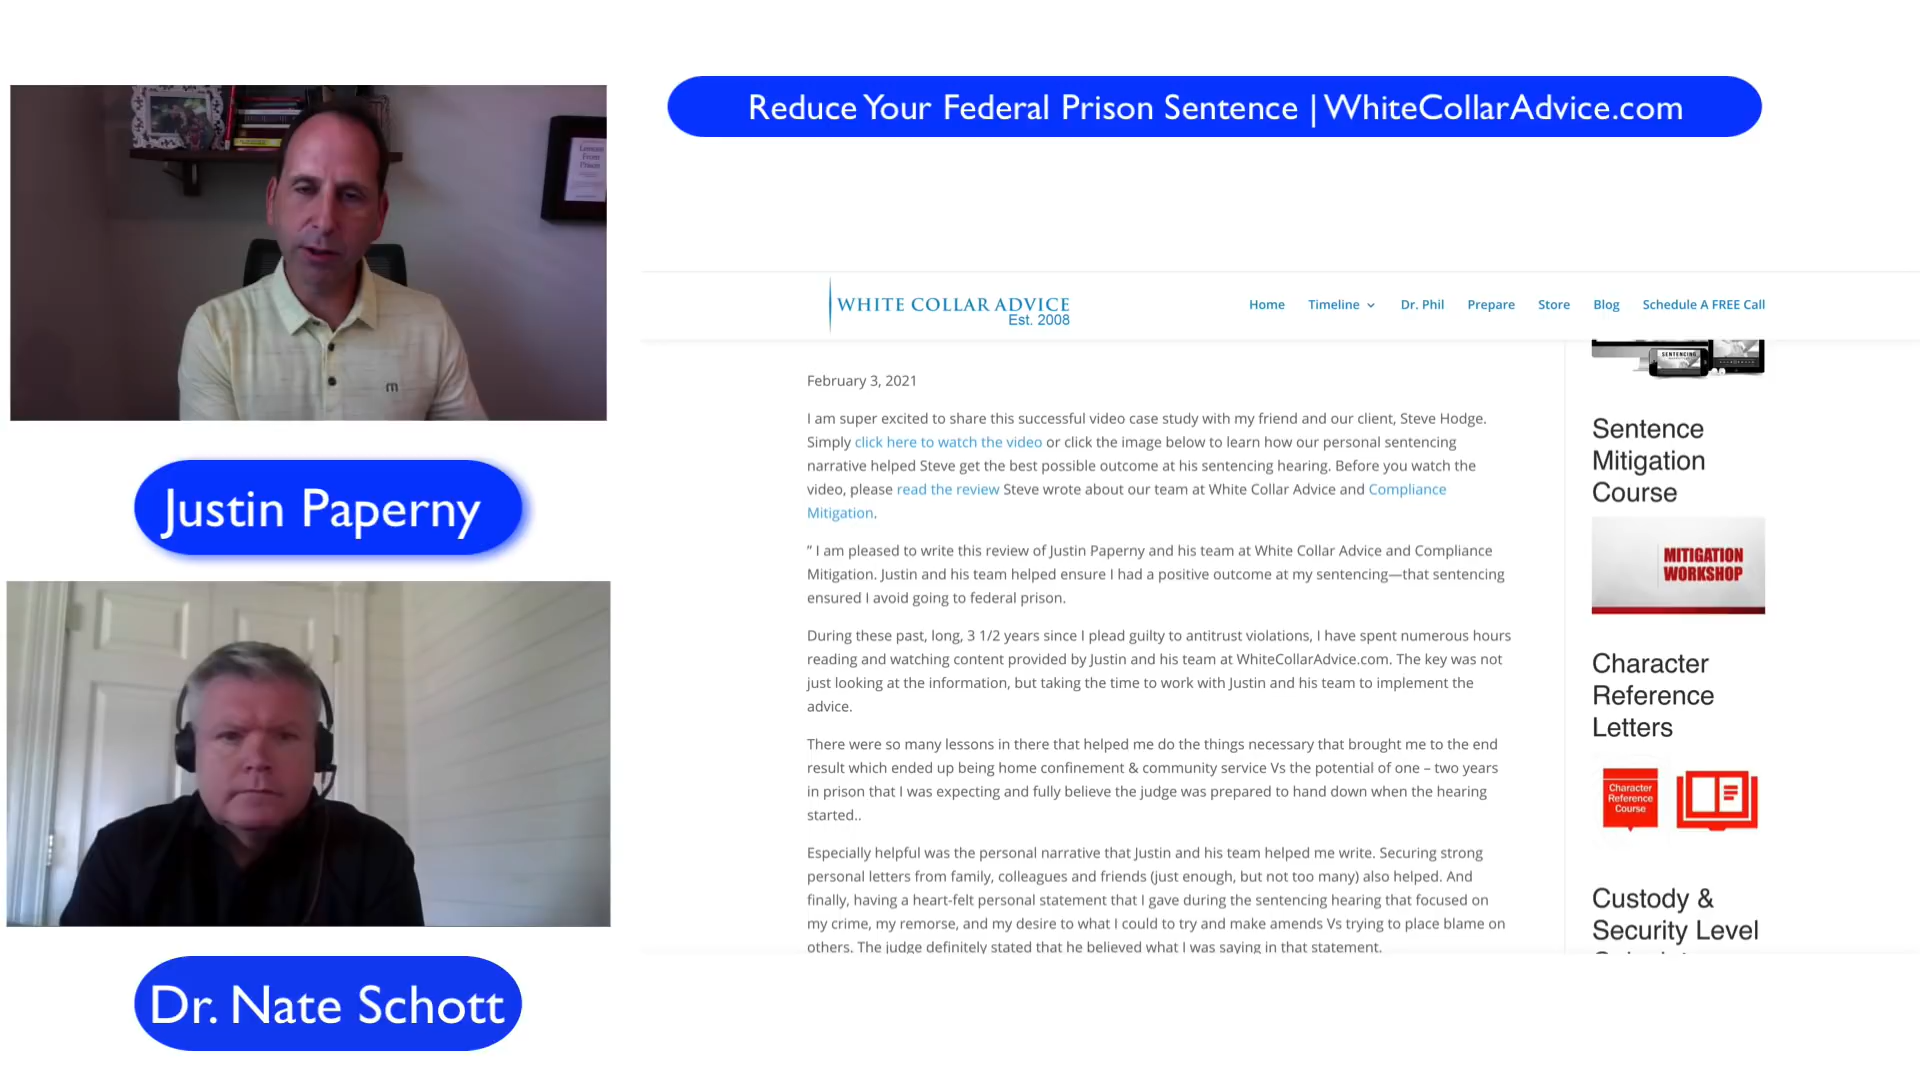 Reduce Your Federal Prison Sentence | WhiteCollarAdvice.com
Lessons
From
Prison
m
Justin Paperny
Dr. Nate Schott
WHITE COLLAR ADVICE
Est. 2008
Home
Timeline
Dr. Phil
Prepare
Store
Blog
Schedule A FREE Call
February 3, 2021
I am super excited to share this successful video case study with my friend and our client, Steve Hodge.
Simply click here to watch the video or click the image below to learn how our personal sentencing
narrative helped Steve get the best possible outcome at his sentencing hearing. Before you watch the
video, please read the review Steve wrote about our team at White Collar Advice and Compliance
Mitigation.
" I am pleased to write this review of Justin Paperny and his team at White Collar Advice and Compliance
Mitigation. Justin and his team helped ensure I had a positive outcome at my sentencing—that sentencing
ensured I avoid going to federal prison.
During these past, long, 3 1/2 years since I plead guilty to antitrust violations, I have spent numerous hours
reading and watching content provided by Justin and his team at WhiteCollarAdvice.com. The key was not
just looking at the information, but taking the time to work with Justin and his team to implement the
advice.
There were so many lessons in there that helped me do the things necessary that brought me to the end
result which ended up being home confinement & community service Vs the potential of one – two years
in prison that I was expecting and fully believe the judge was prepared to hand down when the hearing
started..
Especially helpful was the personal narrative that Justin and his team helped me write. Securing strong
personal letters from family, colleagues and friends (just enough, but not too many) also helped. And
finally, having a heart-felt personal statement that I gave during the sentencing hearing that focused on
my crime, my remorse, and my desire to what I could to try and make amends Vs trying to place blame on
others. The judge definitely stated that he believed what I was saying in that statement.
SENTENCING
Sentence
Mitigation
Course
MITIGATION
WORKSHOP
Character
Reference
Letters
Character
Reference
Course
Custody &
Security Level